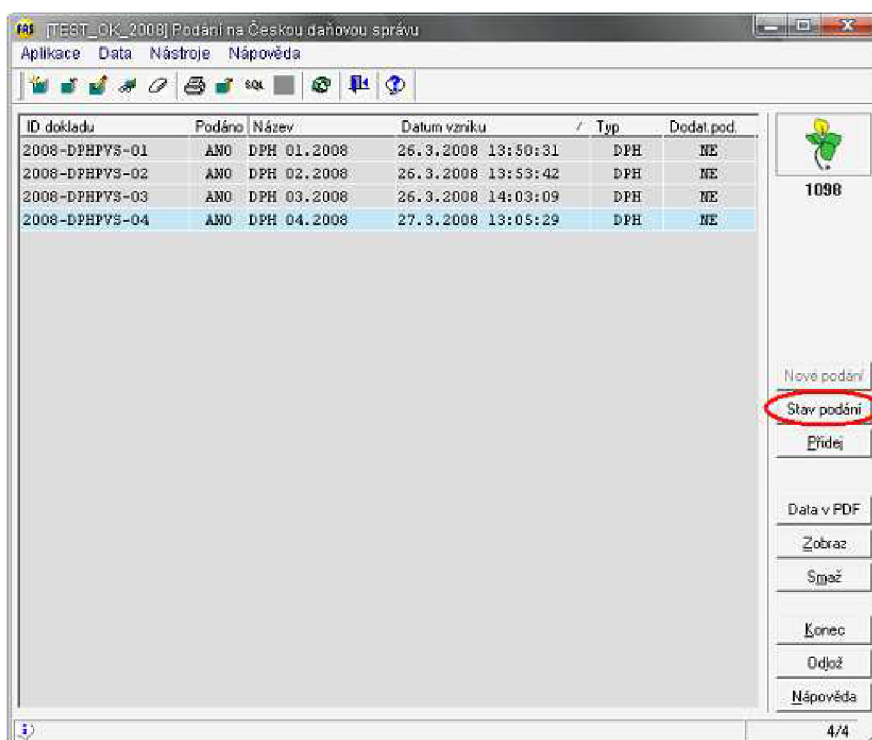 FAS [TEST_OK_2008] Podání na Českou daňovou správu
Aplikace Data Nástroje Nápověda
SQL
ID dokladu Podáno Název Datum vzniku / Typ Dodat.pod.
2008-DPHPVS-01 ANO DPH 01.2008 26.3.2008 13:50:31 DPH NE
2008-DPHPVS-02 ANO DPH 02.2008 26.3.2008 13:53:42 DPH NE
2008-DPHPVS-03 ANO DPH 03.2008 26.3.2008 14:03:09 DPH NE
2008-DPHPVS-04 ANO DPH 04.2008 27.3.2008 13:05:29 DPH NE
1098
Nové podání
Stav podání
Přidej
Data v PDF
Zobraz
Smaž
Konec
Odlož
Nápověda
4/4